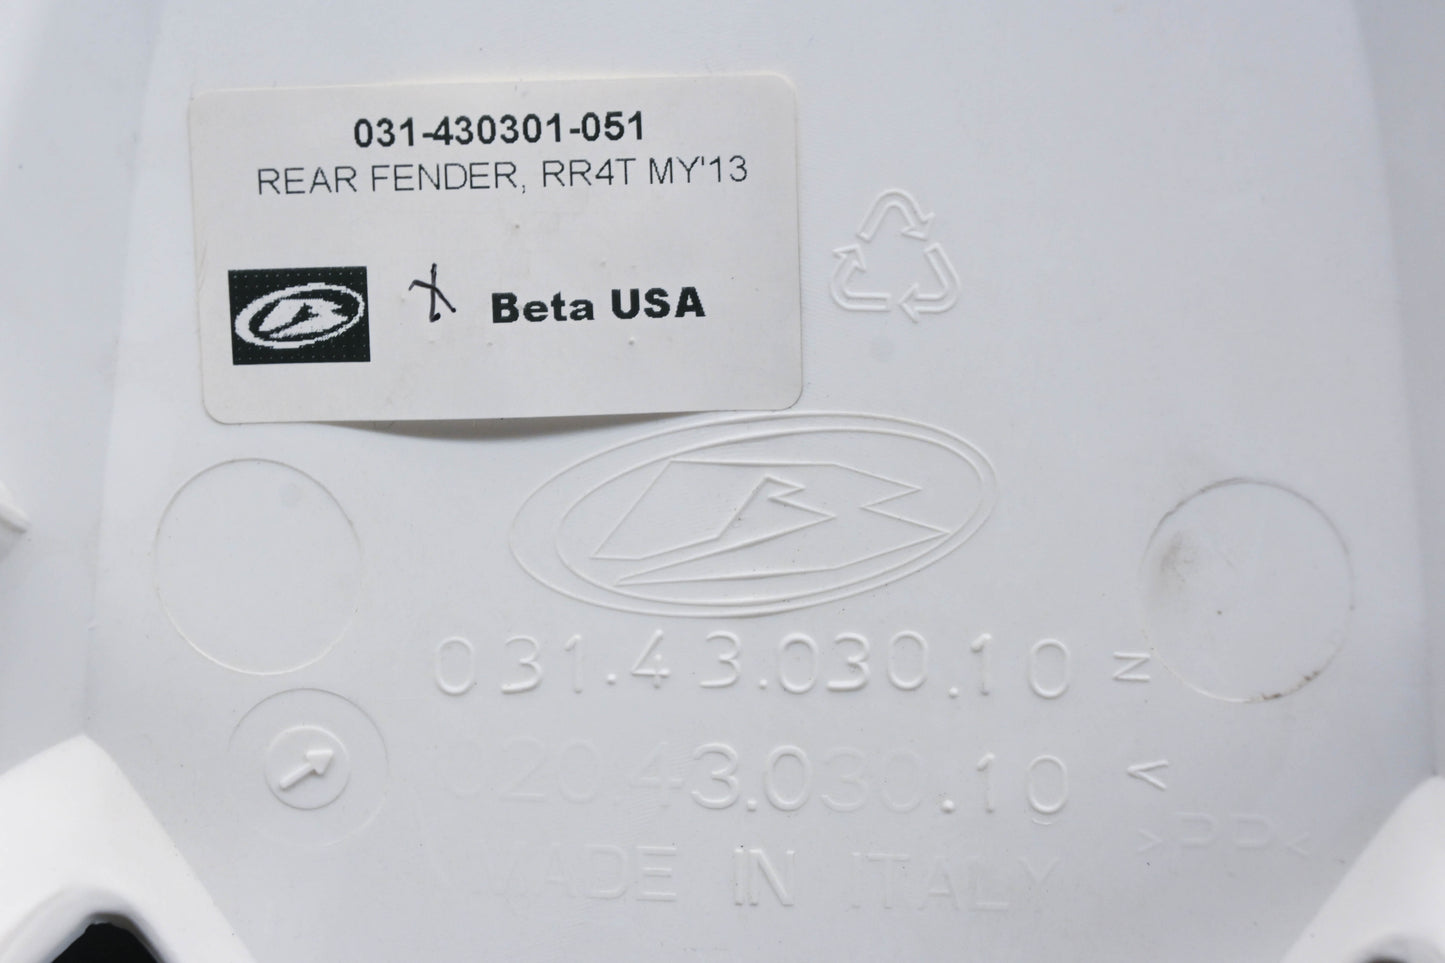 031-430301-051
REAR FENDER, RR4T MY'13
X Beta USA
031.43.030.10 Z
020.43.030.10 V
>PP<
MADE IN ITALY